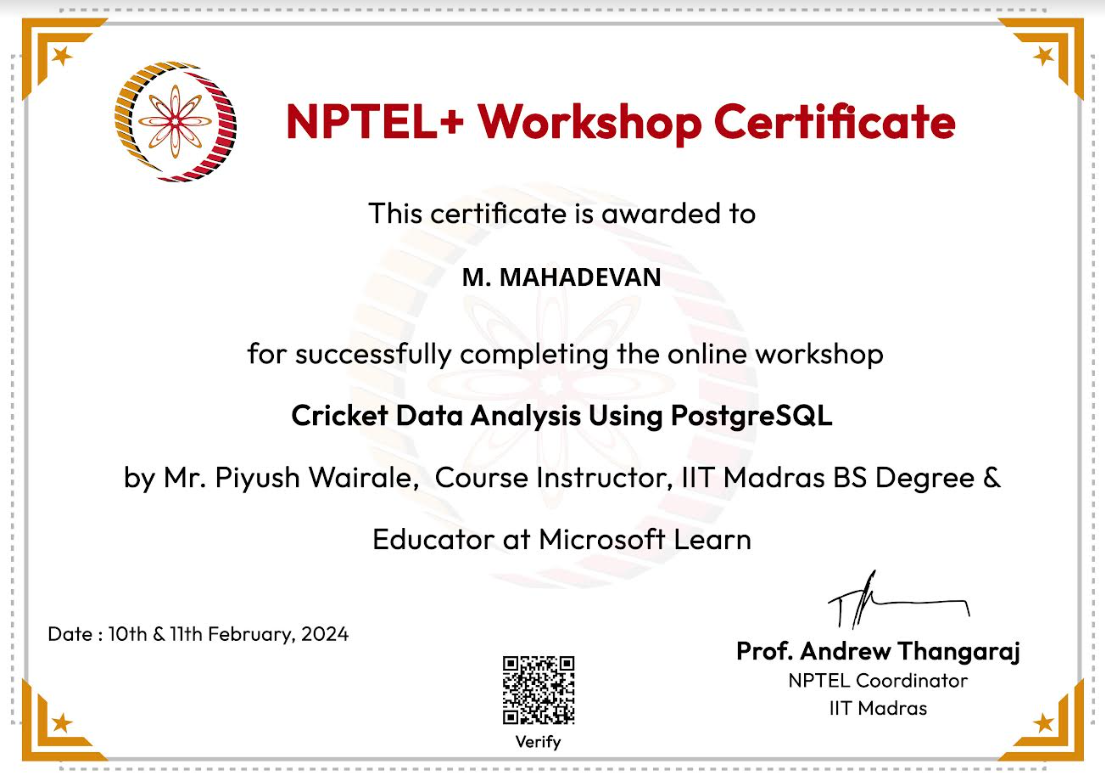 NPTEL+ Workshop Certificate
This certificate is awarded to
M. MAHADEVAN
for successfully completing the online workshop
Cricket Data Analysis Using PostgreSQL
by Mr. Piyush Wairale, Course Instructor, IIT Madras BS Degree &
Educator at Microsoft Learn
Date : 10th & 11th February, 2024
Prof. Andrew Thangaraj
NPTEL Coordinator
IIT Madras
Verify